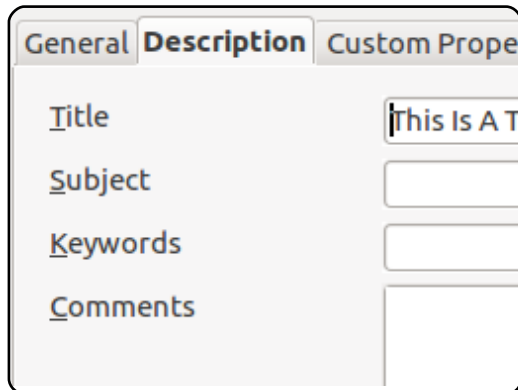 General Description Custom Prope
Title This Is A T
Subject
Keywords
Comments